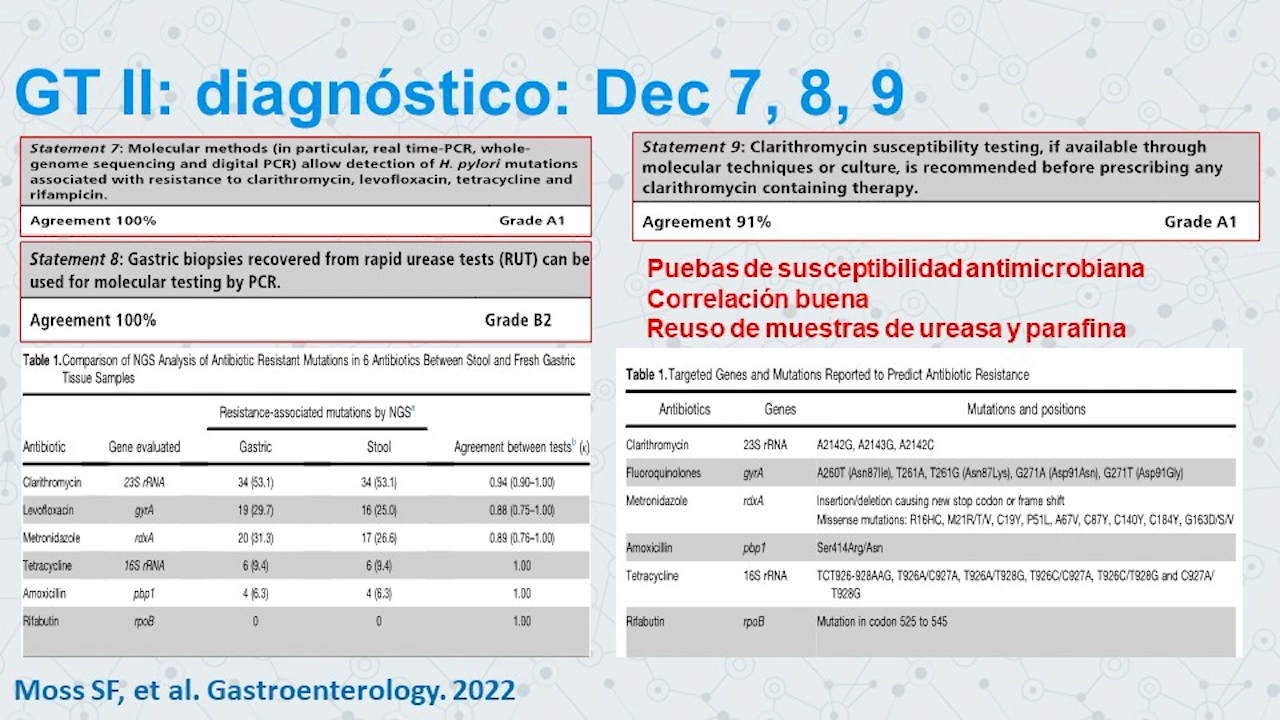 GT II: diagnóstico: Dec 7, 8, 9
Statement 7: Molecular methods (in particular, real time-PCR, whole-
genome sequencing and digital PCR) allow detection of H. pylori mutations
associated with resistance to clarithromycin, levofloxacin, tetracycline and
rifampicin.
Agreement 100% Grade A1
Statement 8: Gastric biopsies recovered from rapid urease tests (RUT) can be
used for molecular testing by PCR.
Agreement 100% Grade B2
Statement 9: Clarithromycin susceptibility testing, if available through
molecular techniques or culture, is recommended before prescribing any
clarithromycin containing therapy.
Agreement 91% Grade A1
Puebas de susceptibilidad antimicrobiana
Correlación buena
Reuso de muestras de ureasa y parafina
Table 1. Comparison of NGS Analysis of Antibiotic Resistant Mutations in 6 Antibiotics Between Stool and Fresh Gastric
Tissue Samples
Resistance-associated mutations by NGSa
Antibiotic Gene evaluated Gastric Stool Agreement between testsb (κ)
Clarithromycin 23S rRNA 34 (53.1) 34 (53.1) 0.94 (0.90–1.00)
Levofloxacin gyrA 19 (29.7) 16 (25.0) 0.88 (0.75–1.00)
Metronidazole rdxA 20 (31.3) 17 (26.6) 0.89 (0.76–1.00)
Tetracycline 16S rRNA 6 (9.4) 6 (9.4) 1.00
Amoxicillin pbp1 4 (6.3) 4 (6.3) 1.00
Rifabutin rpoB 0 0 1.00
Table 1. Targeted Genes and Mutations Reported to Predict Antibiotic Resistance
Antibiotics Genes Mutations and positions
Clarithromycin 23S rRNA A2142G, A2143G, A2142C
Fluoroquinolones gyrA A260T (Asn87Ile), T261A, T261G (Asn87Lys), G271A (Asp91Asn), G271T (Asp91Gly)
Metronidazole rdxA Insertion/deletion causing new stop codon or frame shift
Missense mutations: R16HC, M21R/T/V, C19Y, P51L, A67V, C87Y, C140Y, C184Y, G163D/S/V
Amoxicillin pbp1 Ser414Arg/Asn
Tetracycline 16S rRNA TCT926-928AAG, T926A/C927A, T926A/T928G, T926C/C927A, T926C/T928G and C927A/
T928G
Rifabutin rpoB Mutation in codon 525 to 545
Moss SF, et al. Gastroenterology. 2022